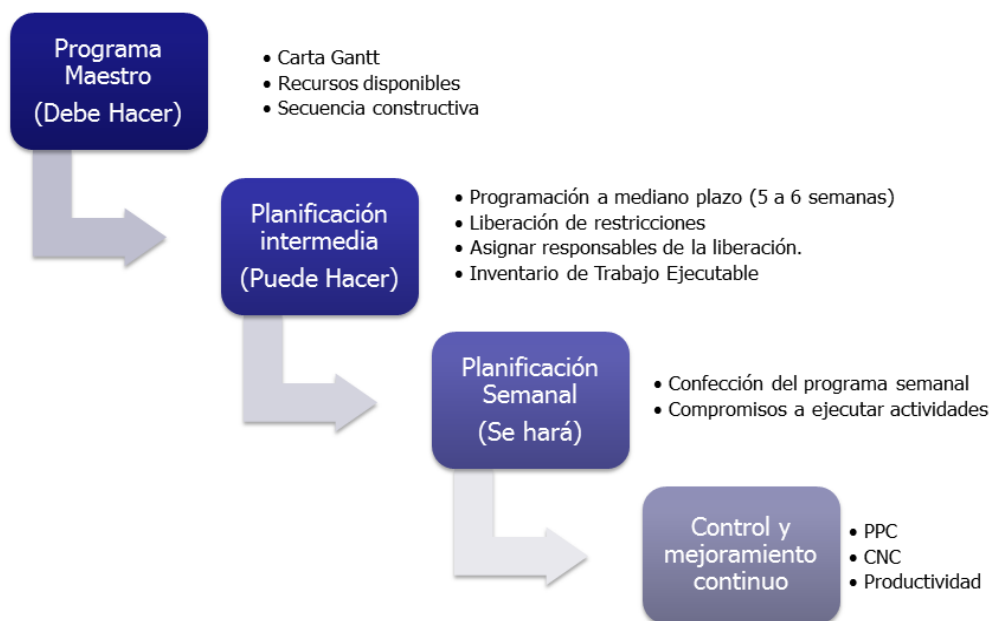 Programa
Maestro
(Debe Hacer)
• Carta Gantt
• Recursos disponibles
• Secuencia constructiva
Planificación
intermedia
(Puede Hacer)
• Programación a mediano plazo (5 a 6 semanas)
• Liberación de restricciones
• Asignar responsables de la liberación.
• Inventario de Trabajo Ejecutable
Planificación
Semanal
(Se hará)
• Confección del programa semanal
• Compromisos a ejecutar actividades
Control y
mejoramiento
continuo
• PPC
• CNC
• Productividad